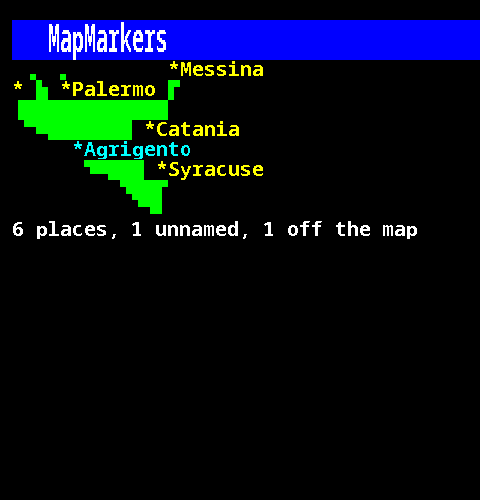 MapMarkers
*Messina
* *Palermo
*Catania
*Agrigento
*Syracuse
6 places, 1 unnamed, 1 off the map